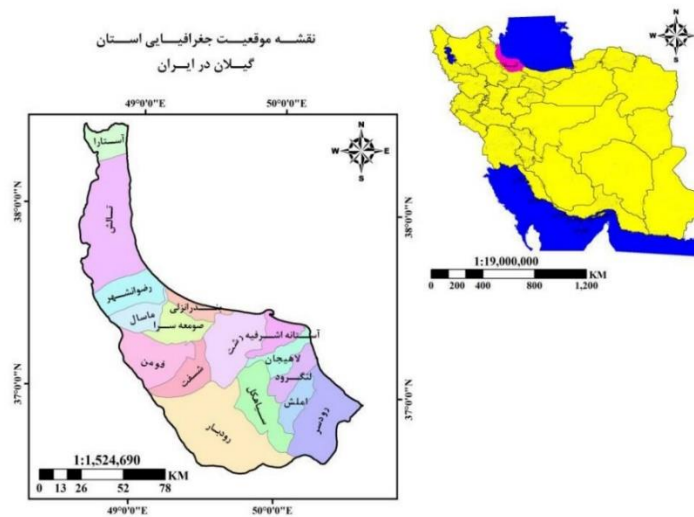 نقشه موقعیت جغرافیایی استان
گیلان در ایران
49°0'0"E
50°0'0"E
N
W
E
S
38°0'0"N
38°0'0"N
37°0'0"N
37°0'0"N
آستارا
تالش
رضوانشهر
بندرانزلی
ماسال
صومعه سرا
رشت
آستانه اشرفیه
لاهیجان
فومن
شفت
لنگرود
املش
سیاهکل
رودسر
رودبار
1:1,524,690
KM
0 13 26 52 78
49°0'0"E
50°0'0"E
N
W
E
S
1:19,000,000
KM
0 200 400 800 1,200